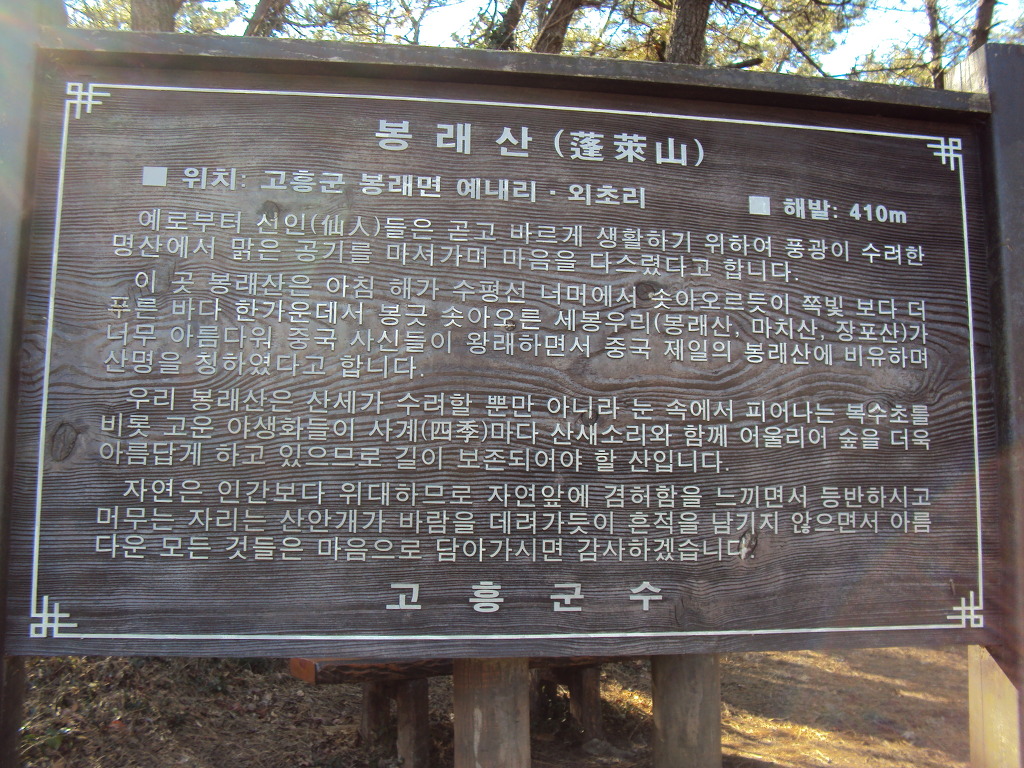 봉래산(蓬萊山)
■ 위치: 고흥군 봉래면 예내리 · 외초리
■ 해발: 410m
예로부터 선인(仙人)들은 곧고 바르게 생활하기 위하여 풍광이 수려한
명산에서 맑은 공기를 마셔가며 마음을 다스렸다고 합니다.
이 곳 봉래산은 아침 해가 수평선 너머에서 솟아오르듯이 쪽빛 보다 더
푸른 바다 한가운데서 봉긋 솟아오른 세봉우리(봉래산, 마치산, 장포산)가
너무 아름다워 중국 사신들이 왕래하면서 중국 제일의 봉래산에 비유하며
산명을 칭하였다고 합니다.
우리 봉래산은 산세가 수려할 뿐만 아니라 눈 속에서 피어나는 복수초를
비롯 고운 야생화들이 사계(四季)마다 산새소리와 함께 어울리어 숲을 더욱
아름답게 하고 있으므로 길이 보존되어야 할 산입니다.
자연은 인간보다 위대하므로 자연앞에 겸허함을 느끼면서 등반하시고
머무는 자리는 산안개가 바람을 데려가듯이 흔적을 남기지 않으면서 아름
다운 모든 것들은 마음으로 담아가시면 감사하겠습니다.
고흥군수